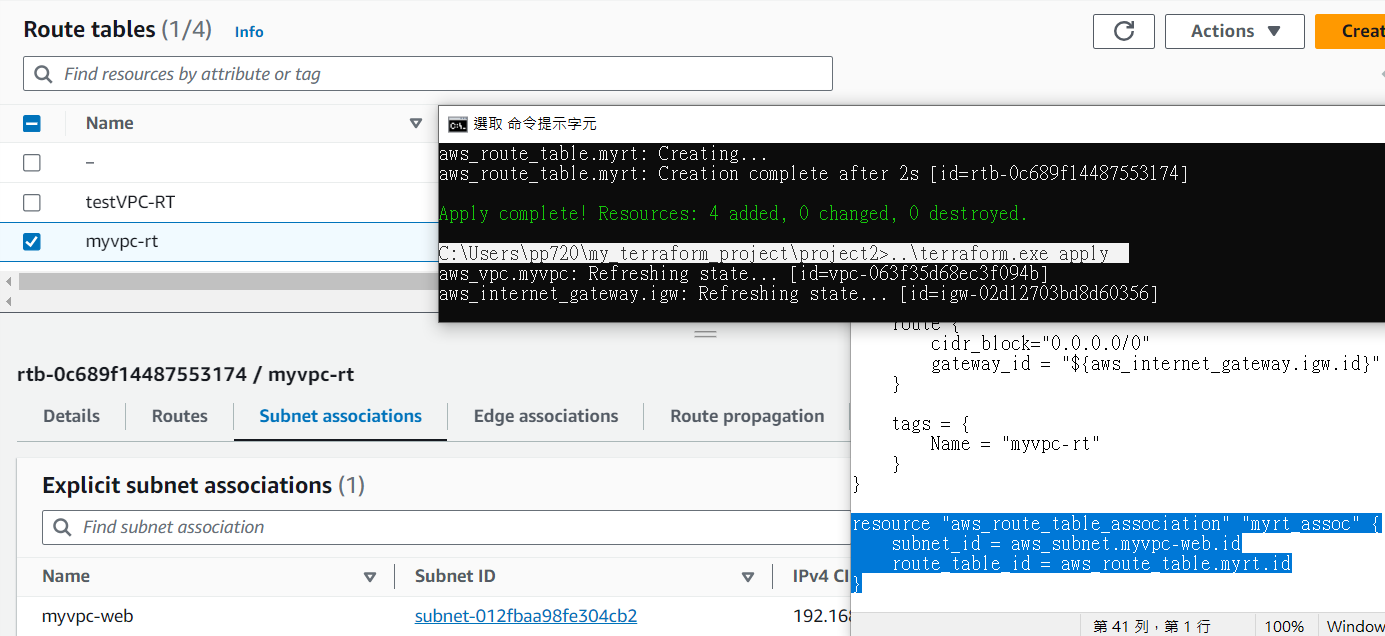 Route tables (1/4) Info
Actions
Find resources by attribute or tag
Name
–
testVPC-RT
myvpc-rt
選取 命令提示字元
aws_route_table.myrt: Creating...
aws_route_table.myrt: Creation complete after 2s [id=rtb-0c689f14487553174]
Apply complete! Resources: 4 added, 0 changed, 0 destroyed.
C:\Users\pp720\my_terraform_project\project2>..\terraform.exe apply
aws_vpc.myvpc: Refreshing state... [id=vpc-063f35d68ec3f094b]
aws_internet_gateway.igw: Refreshing state... [id=igw-02d12703bd8d60356]
rtb-0c689f14487553174 / myvpc-rt
Details Routes Subnet associations Edge associations Route propagation
Explicit subnet associations (1)
Find subnet association
Name Subnet ID IPv4 CI
myvpc-web subnet-012fbaa98fe304cb2 192.168
route {
cidr_block="0.0.0.0/0"
gateway_id = "${aws_internet_gateway.igw.id}"
}
tags = {
Name = "myvpc-rt"
}
}
resource "aws_route_table_association" "myrt_assoc" {
subnet_id = aws_subnet.myvpc-web.id
route_table_id = aws_route_table.myrt.id
}
第 41 列，第 1 行 100% Window